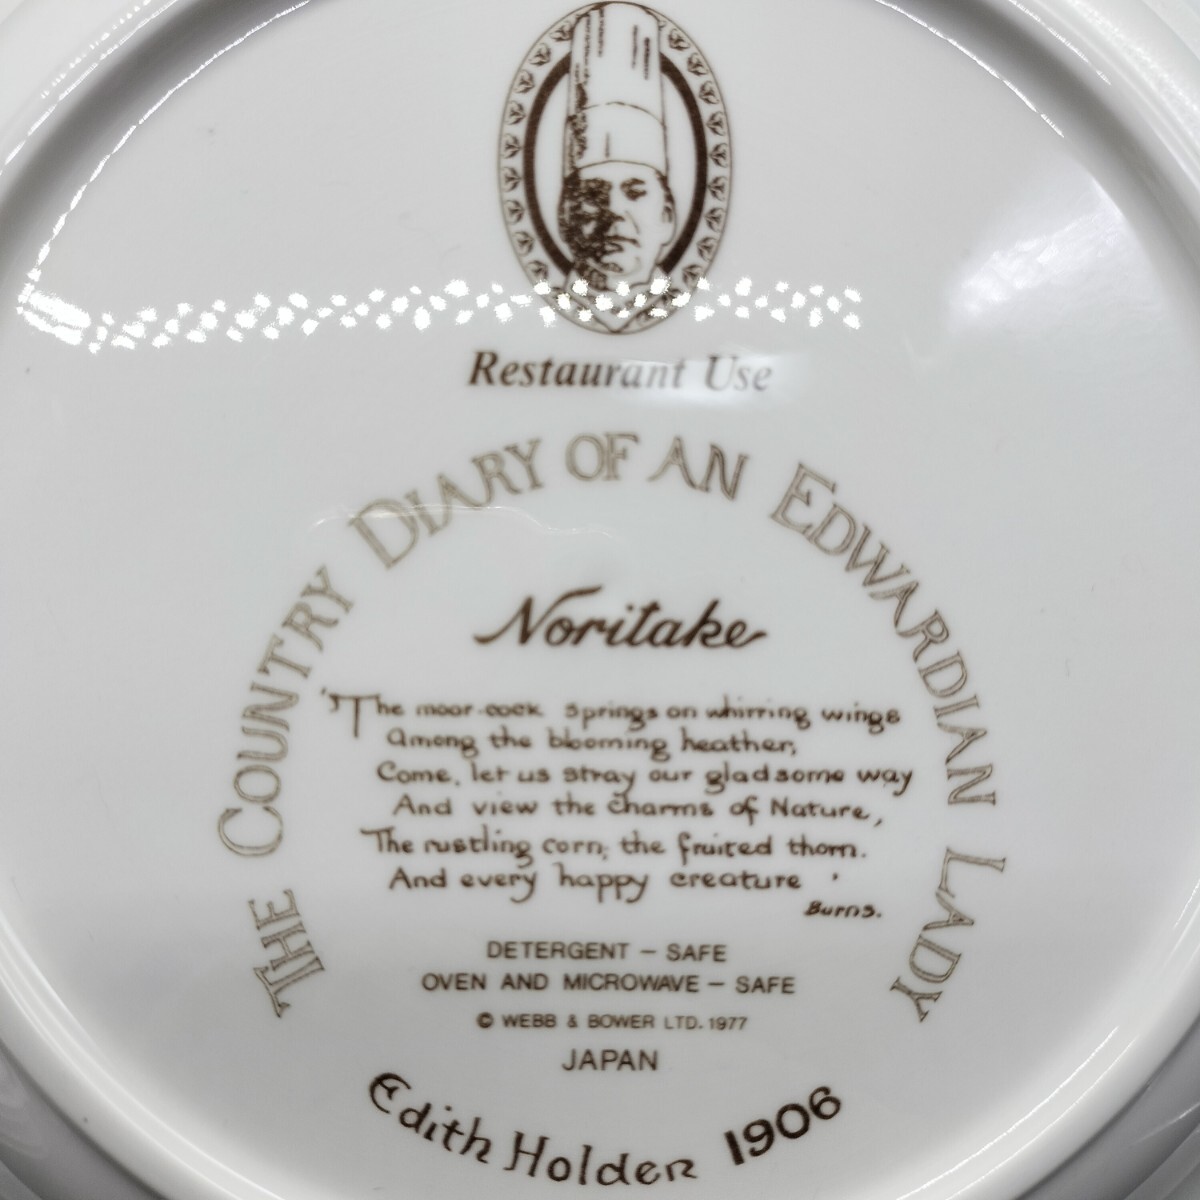 Restaurant Use
THE COUNTRY DIARY OF AN EDWARDIAN LADY
Noritake
'The moor-cock springs on whirring wings
Among the blooming heather,
Come, let us stray our gladsome way
And view the charms of Nature,
The rustling corn, the fruited thorn.
And every happy creature '
Burns.
DETERGENT – SAFE
OVEN AND MICROWAVE – SAFE
© WEBB & BOWER LTD. 1977
JAPAN
Edith Holden 1906